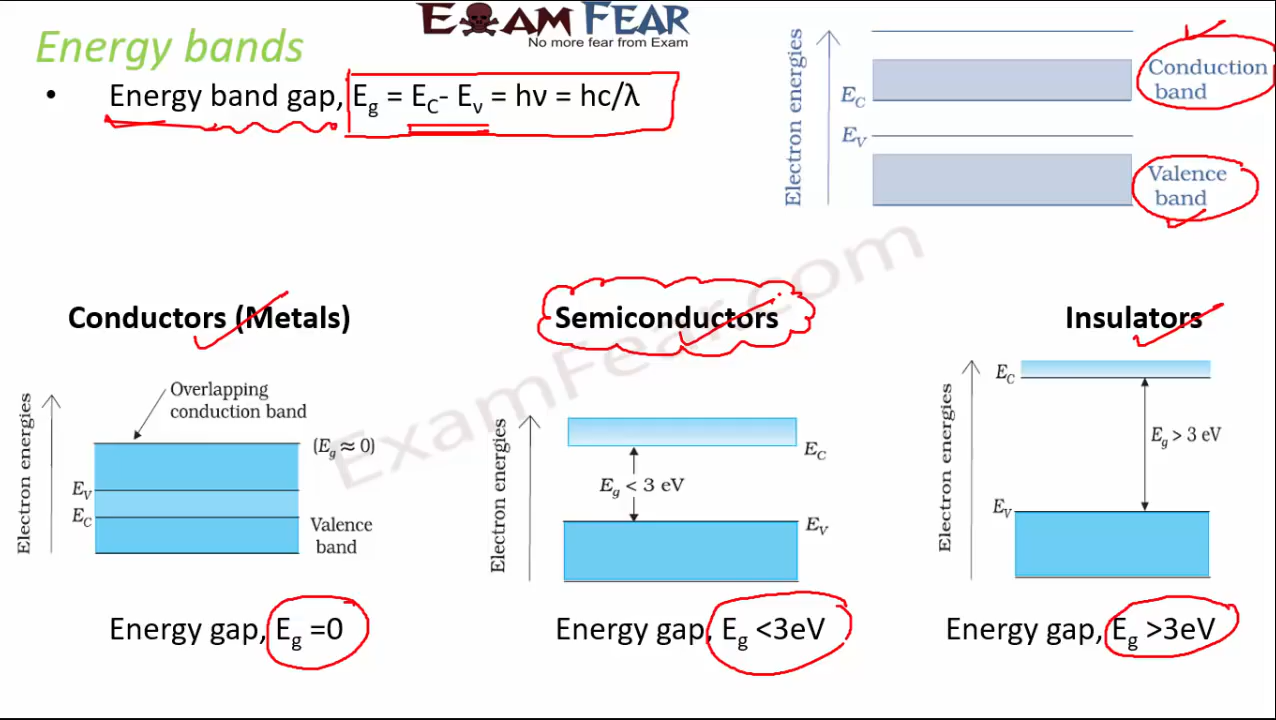 EXAM FEAR
No more fear from Exam
Energy bands
• Energy band gap, Eg = EC- Eν = hν = hc/λ
Electron energies
EC
EV
Conduction
band
Valence
band
ExamFear.com
Conductors (Metals)
Semiconductors
Insulators
Electron energies
Overlapping
conduction band
(Eg ≈ 0)
EV
EC
Valence
band
Electron energies
EC
Eg < 3 eV
EV
Electron energies
EC
Eg > 3 eV
EV
Energy gap, Eg =0
Energy gap, Eg <3eV
Energy gap, Eg >3eV